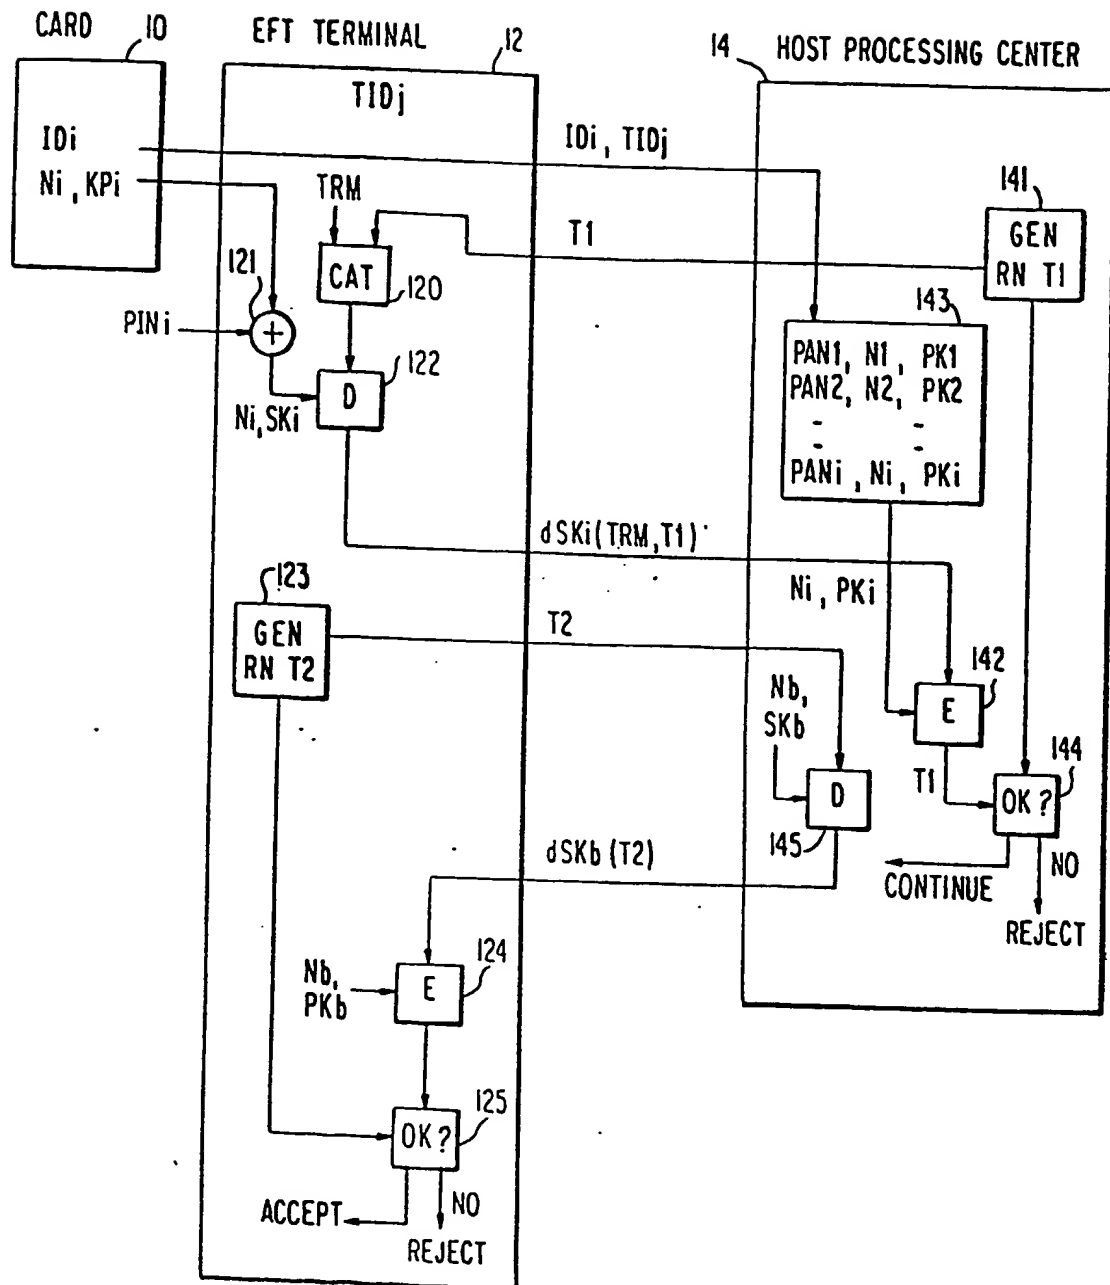 CARD
10
EFT TERMINAL
12
14
HOST PROCESSING CENTER
TIDj
IDi
Ni, KPi
IDi, TIDj
TRM
T1
141
GEN
RN T1
121
CAT
120
PINi
+
143
PAN1, N1, PK1
PAN2, N2, PK2
- -
- -
PANi, Ni, PKi
122
D
Ni,SKi
dSKi(TRM,T1)
Ni, PKi
123
GEN
RN T2
T2
142
E
Nb,
SKb
144
T1
OK?
D
145
dSKb(T2)
CONTINUE
NO
REJECT
124
Nb,
PKb
E
125
OK?
ACCEPT
NO
REJECT